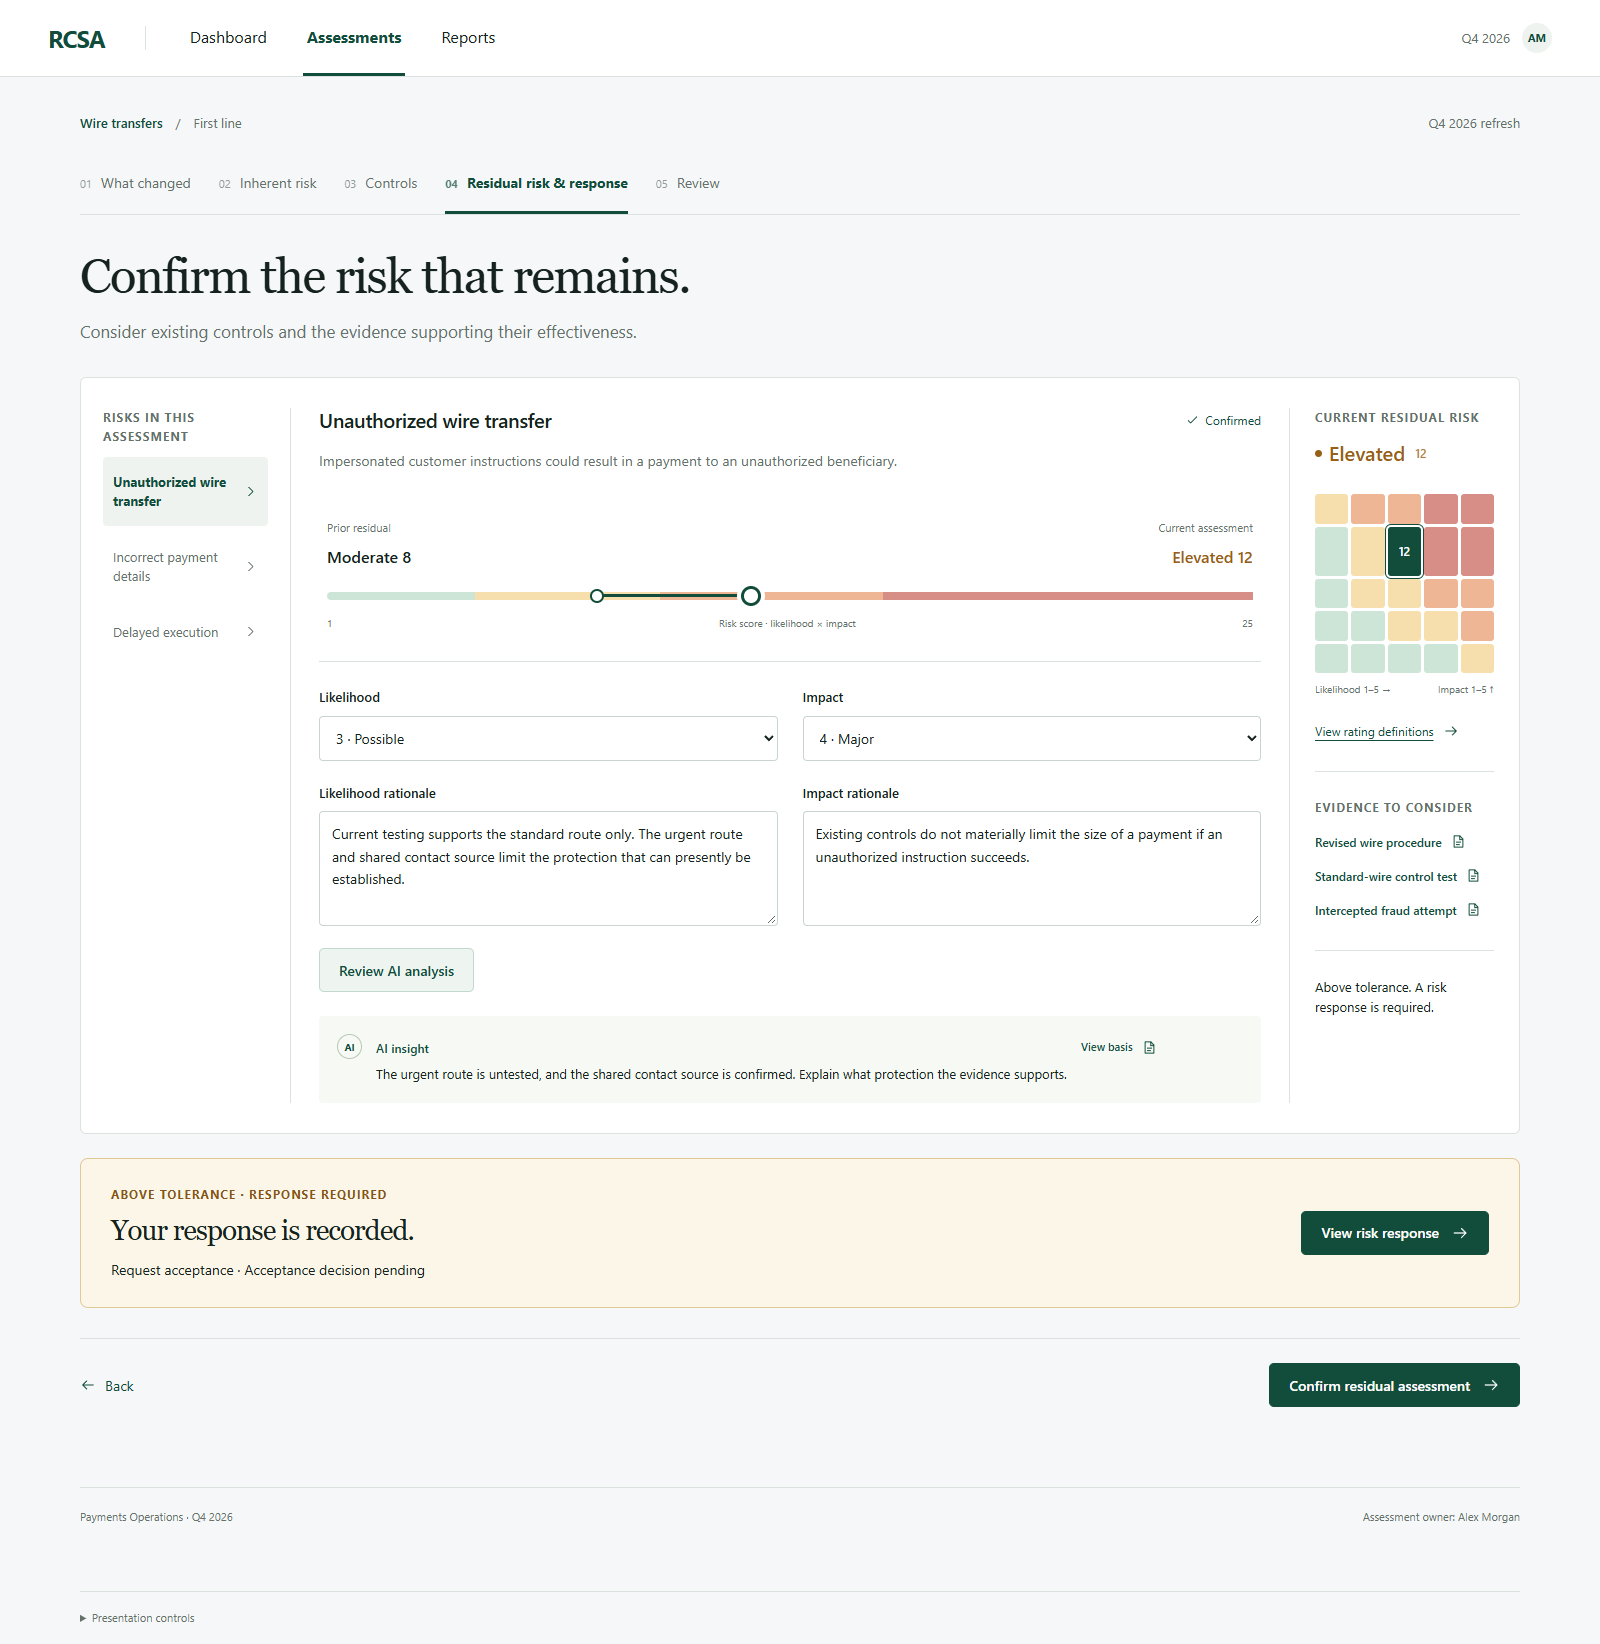 RCSA
Dashboard
Assessments
Reports
Q4 2026
AM
Wire transfers / First line
Q4 2026 refresh
01 What changed
02 Inherent risk
03 Controls
04 Residual risk & response
05 Review
Confirm the risk that remains.
Consider existing controls and the evidence supporting their effectiveness.
RISKS IN THIS
ASSESSMENT
Unauthorized wire
transfer
Incorrect payment
details
Delayed execution
Unauthorized wire transfer
Confirmed
Impersonated customer instructions could result in a payment to an unauthorized beneficiary.
Prior residual
Current assessment
Moderate 8
Elevated 12
1
Risk score · likelihood × impact
25
Likelihood
Impact
3 · Possible
4 · Major
Likelihood rationale
Impact rationale
Current testing supports the standard route only. The urgent route
and shared contact source limit the protection that can presently be
established.
Existing controls do not materially limit the size of a payment if an
unauthorized instruction succeeds.
Review AI analysis
AI
AI insight
View basis
The urgent route is untested, and the shared contact source is confirmed. Explain what protection the evidence supports.
CURRENT RESIDUAL RISK
Elevated 12
12
Likelihood 1–5 →
Impact 1–5 ↑
View rating definitions →
EVIDENCE TO CONSIDER
Revised wire procedure
Standard-wire control test
Intercepted fraud attempt
Above tolerance. A risk
response is required.
ABOVE TOLERANCE · RESPONSE REQUIRED
Your response is recorded.
Request acceptance · Acceptance decision pending
View risk response →
← Back
Confirm residual assessment →
Payments Operations · Q4 2026
Assessment owner: Alex Morgan
Presentation controls